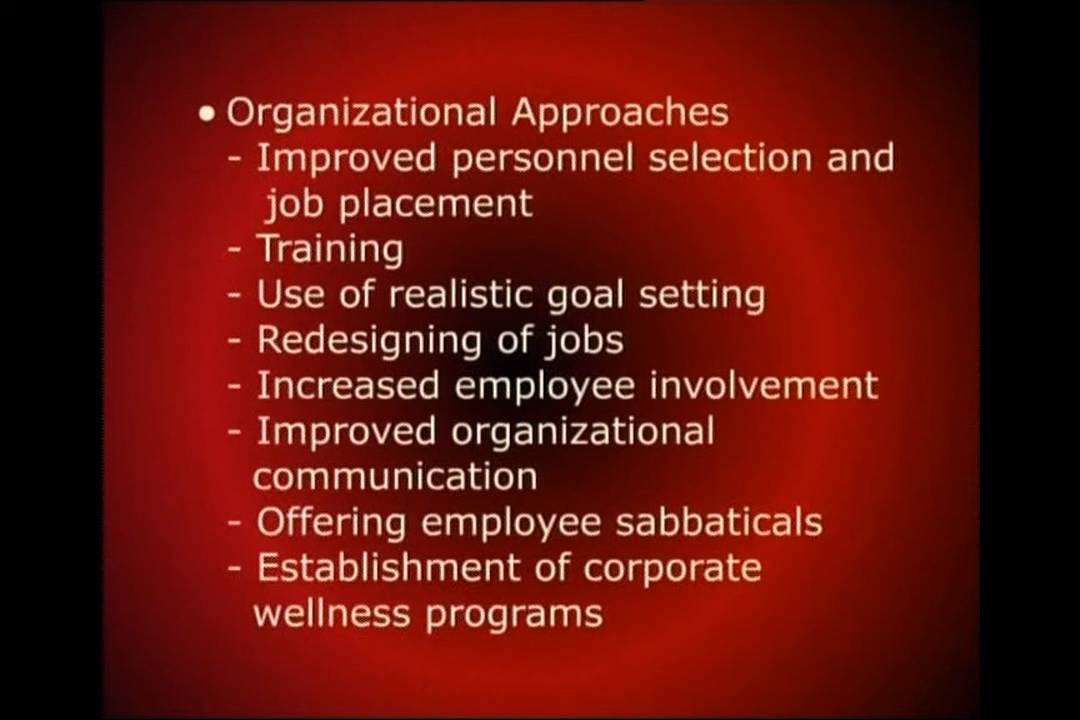 • Organizational Approaches
- Improved personnel selection and
job placement
- Training
- Use of realistic goal setting
- Redesigning of jobs
- Increased employee involvement
- Improved organizational
communication
- Offering employee sabbaticals
- Establishment of corporate
wellness programs